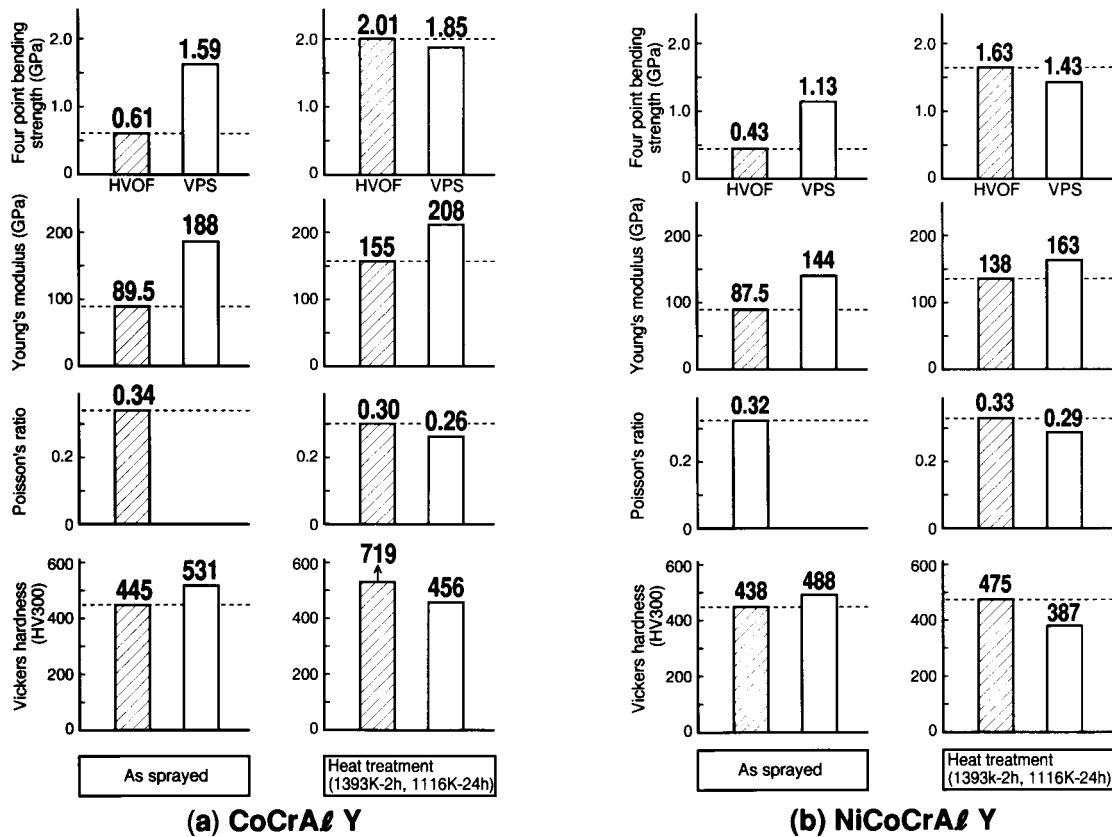 Four point bending
strength (GPa)
2.0
1.0
0
0.61
1.59
HVOF
VPS
2.0
1.0
0
2.01
1.85
HVOF
VPS
Four point bending
strength (GPa)
2.0
1.0
0
0.43
1.13
HVOF
VPS
2.0
1.0
0
1.63
1.43
HVOF
VPS
Young's modulus (GPa)
200
100
0
89.5
188
200
100
0
155
208
Young's modulus (GPa)
200
100
0
87.5
144
200
100
0
138
163
Poisson's ratio
0.2
0
0.34
0.2
0
0.30
0.26
Poisson's ratio
0.2
0
0.32
0.2
0
0.33
0.29
Vickers hardness
(HV300)
600
400
200
0
445
531
600
400
200
0
719
456
Vickers hardness
(HV300)
600
400
200
0
438
488
600
400
200
0
475
387
As sprayed
Heat treatment
(1393K-2h, 1116K-24h)
As sprayed
Heat treatment
(1393k-2h, 1116K-24h)
(a) CoCrAℓ Y
(b) NiCoCrAℓ Y